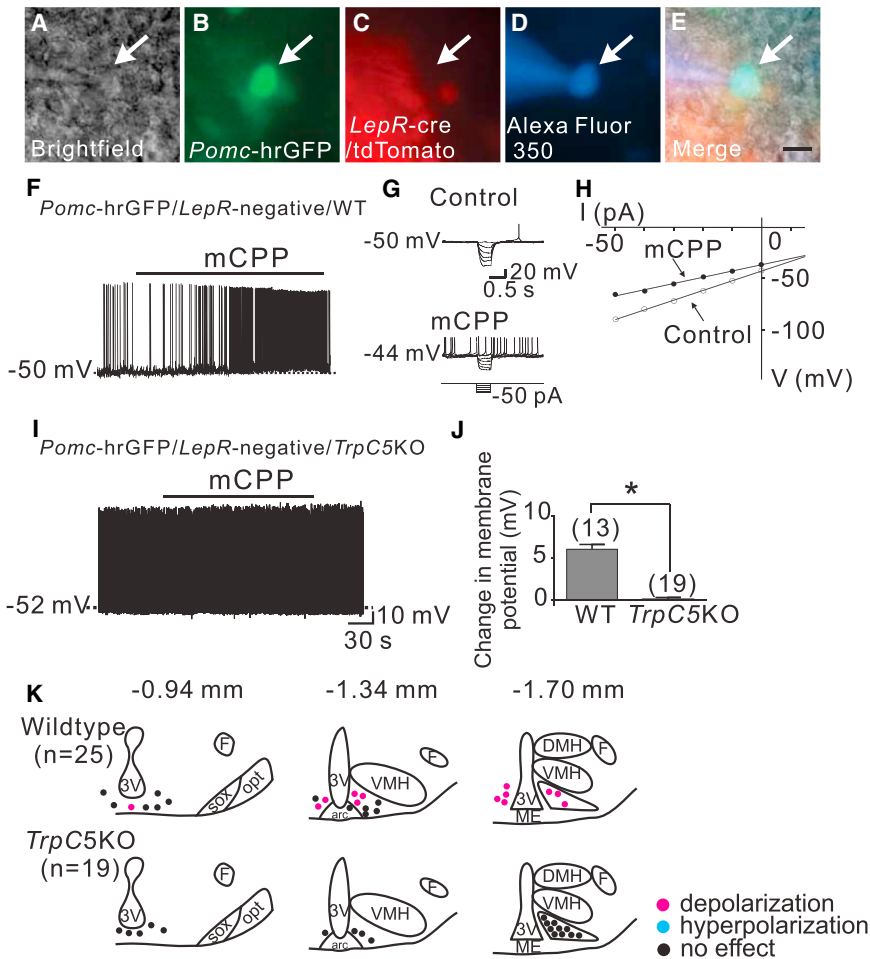 A
B
C
D
E
Brightfield
Pomc-hrGFP
LepR-cre
/tdTomato
Alexa Fluor
350
Merge
F
Pomc-hrGFP/LepR-negative/WT
mCPP
-50 mV
G
Control
-50 mV
20 mV
0.5 s
mCPP
-44 mV
-50 pA
H
I (pA)
-50
0
mCPP
-50
Control
-100
V (mV)
I
Pomc-hrGFP/LepR-negative/TrpC5KO
mCPP
-52 mV
10 mV
30 s
J
Change in membrane
potential (mV)
10
5
0
*
(13)
(19)
WT
TrpC5KO
K
-0.94 mm
-1.34 mm
-1.70 mm
Wildtype
(n=25)
3V
F
sox
opt
3V
VMH
F
arc
DMH
F
VMH
3V
ME
TrpC5KO
(n=19)
3V
F
sox
opt
3V
VMH
F
arc
DMH
F
VMH
3V
ME
depolarization
hyperpolarization
no effect